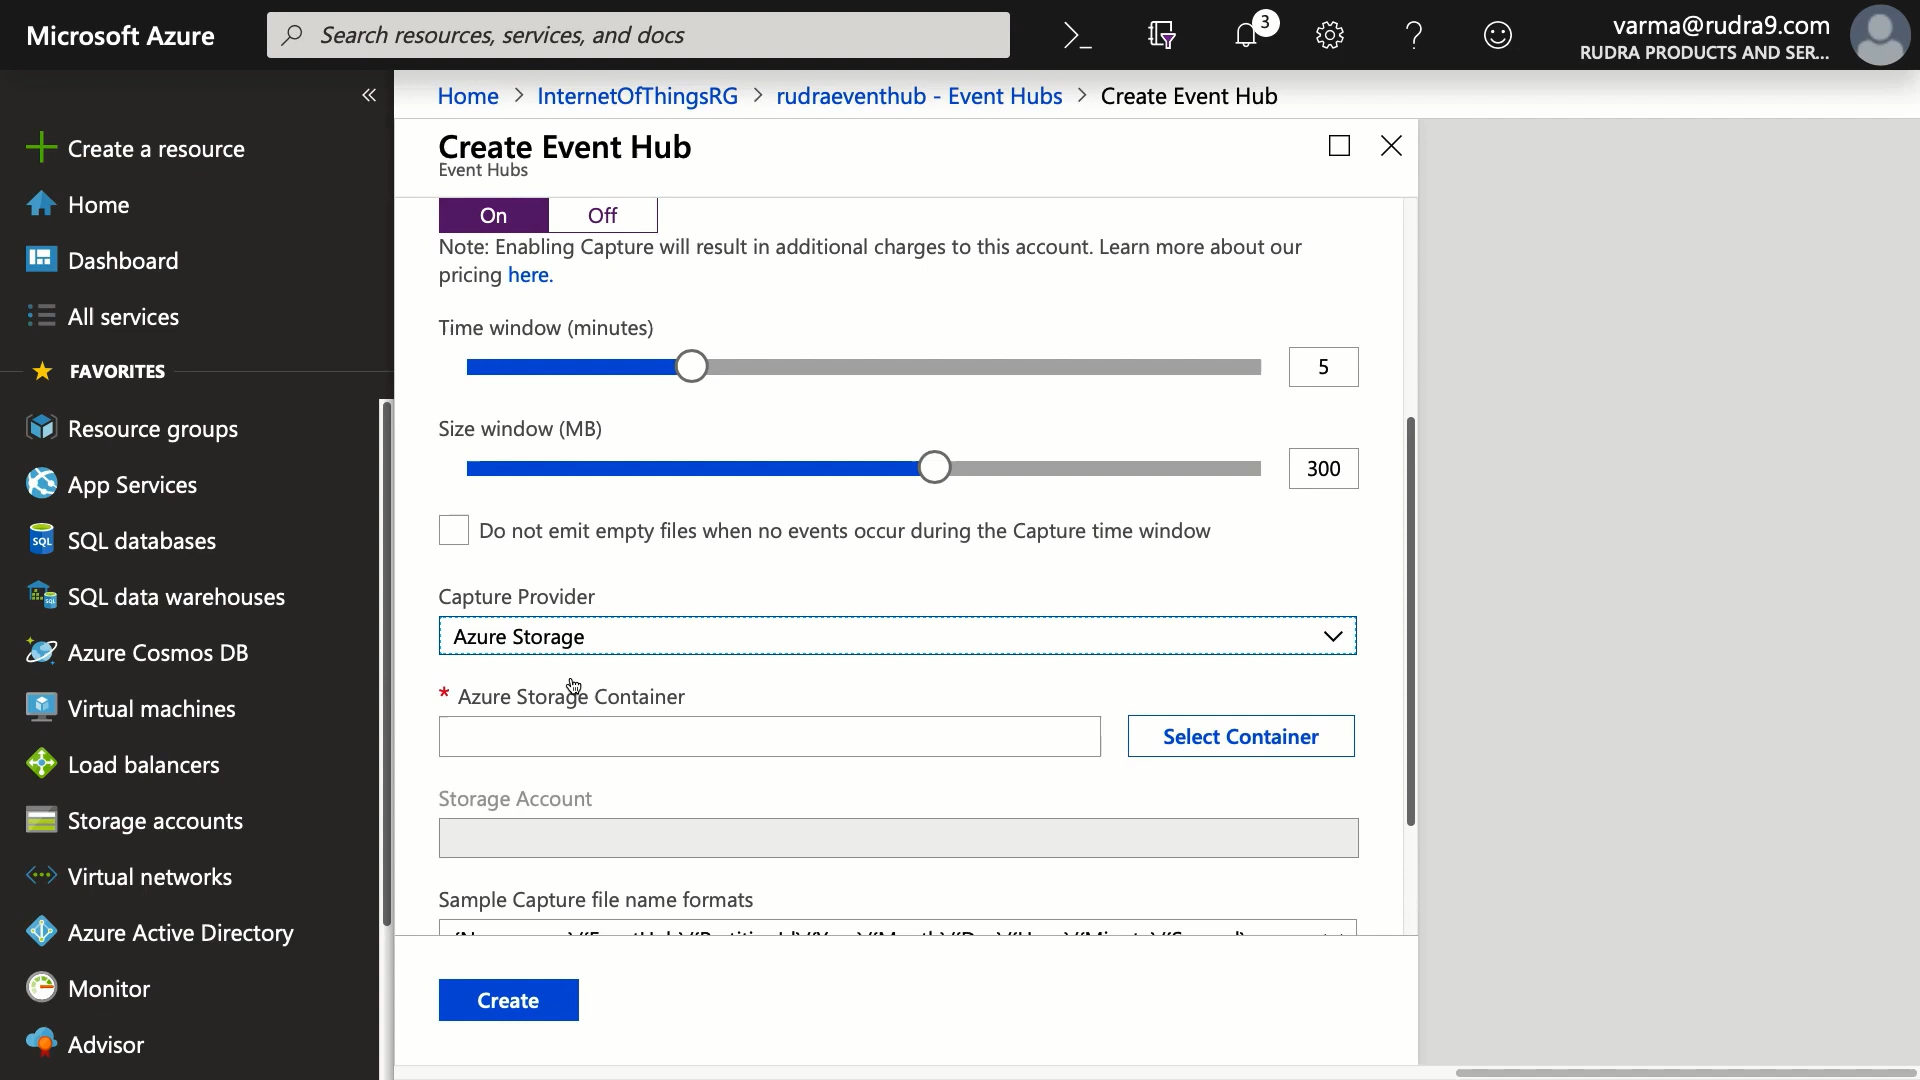 Microsoft Azure
Search resources, services, and docs
3
varma@rudra9.com
RUDRA PRODUCTS AND SER...
Create a resource
Home
Dashboard
All services
FAVORITES
Resource groups
App Services
SQL
SQL databases
SQL data warehouses
Azure Cosmos DB
Virtual machines
Load balancers
Storage accounts
Virtual networks
Azure Active Directory
Monitor
Advisor
Home > InternetOfThingsRG > rudraeventhub - Event Hubs > Create Event Hub
Create Event Hub
Event Hubs
On Off
Note: Enabling Capture will result in additional charges to this account. Learn more about our
pricing here.
Time window (minutes)
5
Size window (MB)
300
Do not emit empty files when no events occur during the Capture time window
Capture Provider
Azure Storage
* Azure Storage Container
Select Container
Storage Account
Sample Capture file name formats
Create